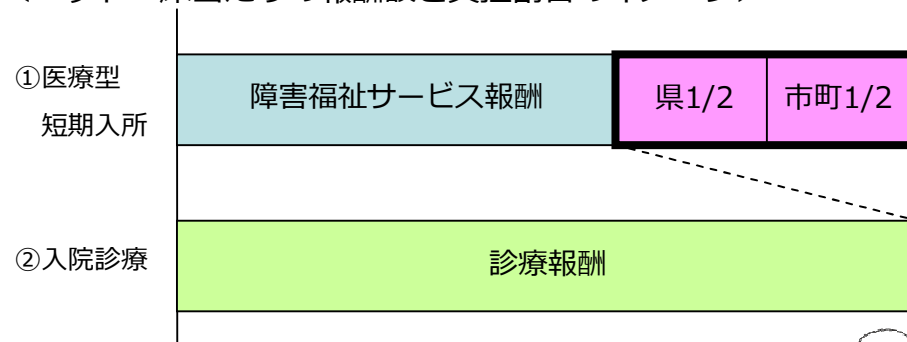 ①医療型
短期入所
障害福祉サービス報酬
県1/2
市町1/2
②入院診療
診療報酬